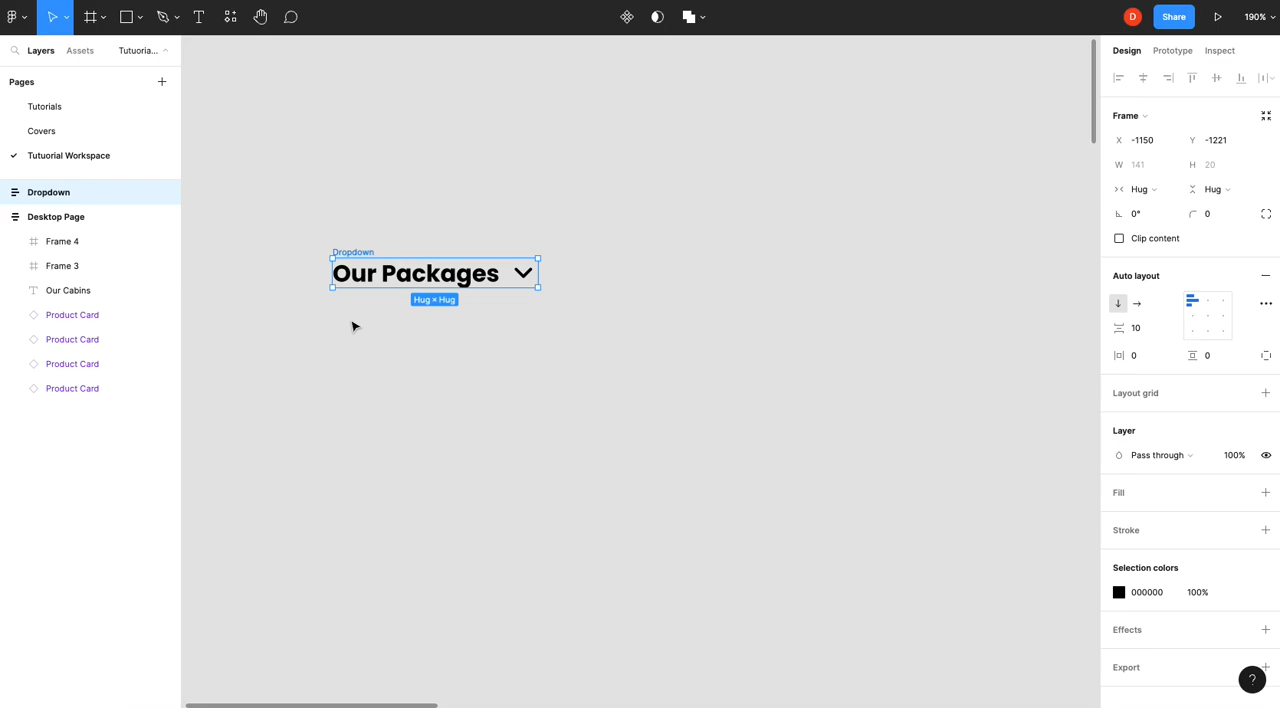 D
Share
190%
Layers
Assets
Tutuoria...
Pages
Tutorials
Covers
Tutuorial Workspace
Dropdown
Desktop Page
Frame 4
Frame 3
Our Cabins
Product Card
Product Card
Product Card
Product Card
Dropdown
Our Packages
Hug × Hug
Design
Prototype
Inspect
Frame
X -1150
Y -1221
W 141
H 20
Hug
Hug
0°
0
Clip content
Auto layout
10
0
0
Layout grid
Layer
Pass through
100%
Fill
Stroke
Selection colors
000000
100%
Effects
Export
?